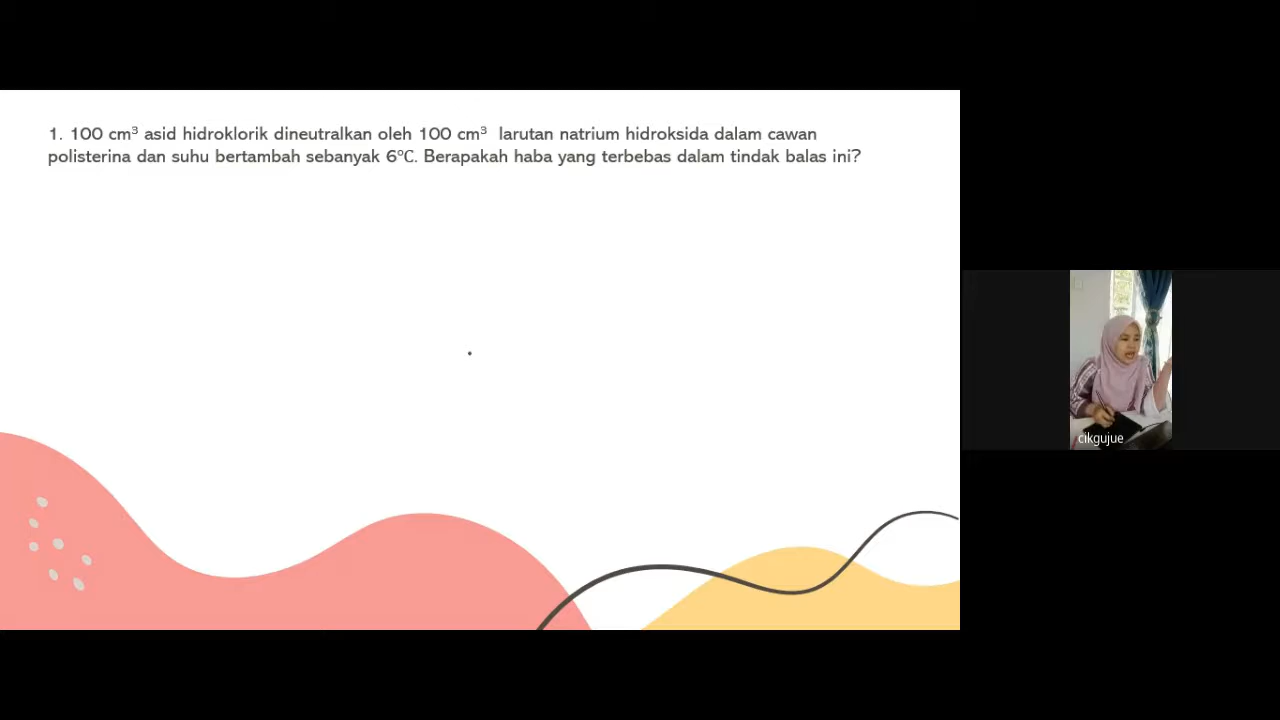 1. 100 cm³ asid hidroklorik dineutralkan oleh 100 cm³ larutan natrium hidroksida dalam cawan
polisterina dan suhu bertambah sebanyak 6°C. Berapakah haba yang terbebas dalam tindak balas ini?
cikgujue